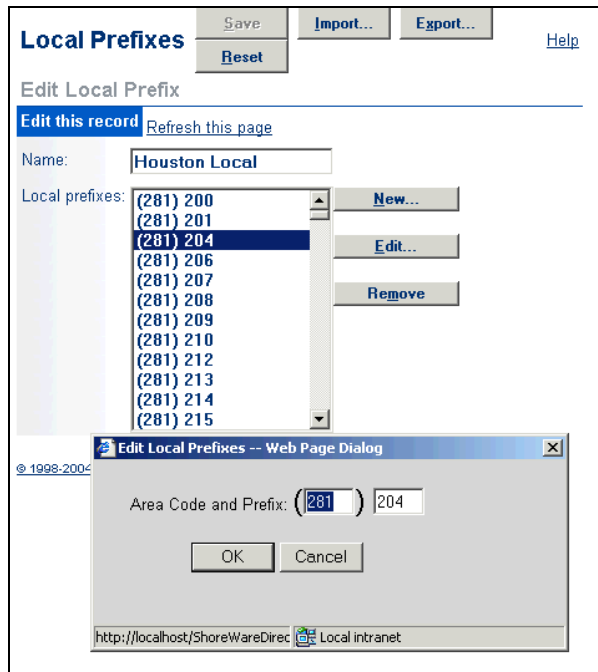 Local Prefixes
Save
Import...
Export...
Reset
Help
Edit Local Prefix
Edit this record
Refresh this page
Name:
Houston Local
Local prefixes:
(281) 200
(281) 201
(281) 204
(281) 206
(281) 207
(281) 208
(281) 209
(281) 210
(281) 212
(281) 213
(281) 214
(281) 215
New...
Edit...
Remove
© 1998-2004
Edit Local Prefixes -- Web Page Dialog
Area Code and Prefix: (281) 204
OK
Cancel
http://localhost/ShoreWareDirec
Local intranet